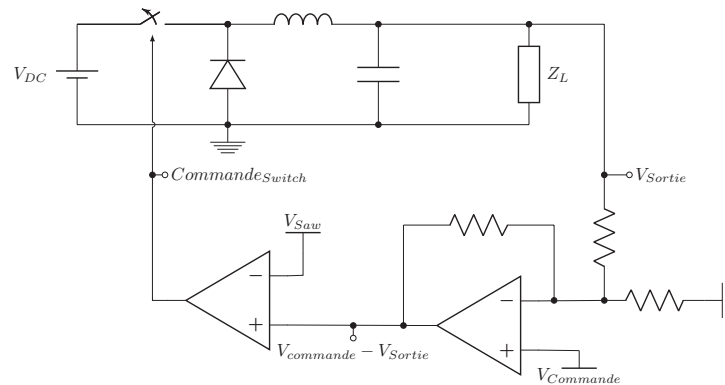 V_DC
Z_L
Commande_Switch
V_Sortie
V_Saw
−
+
−
+
V_commande − V_Sortie
V_Commande